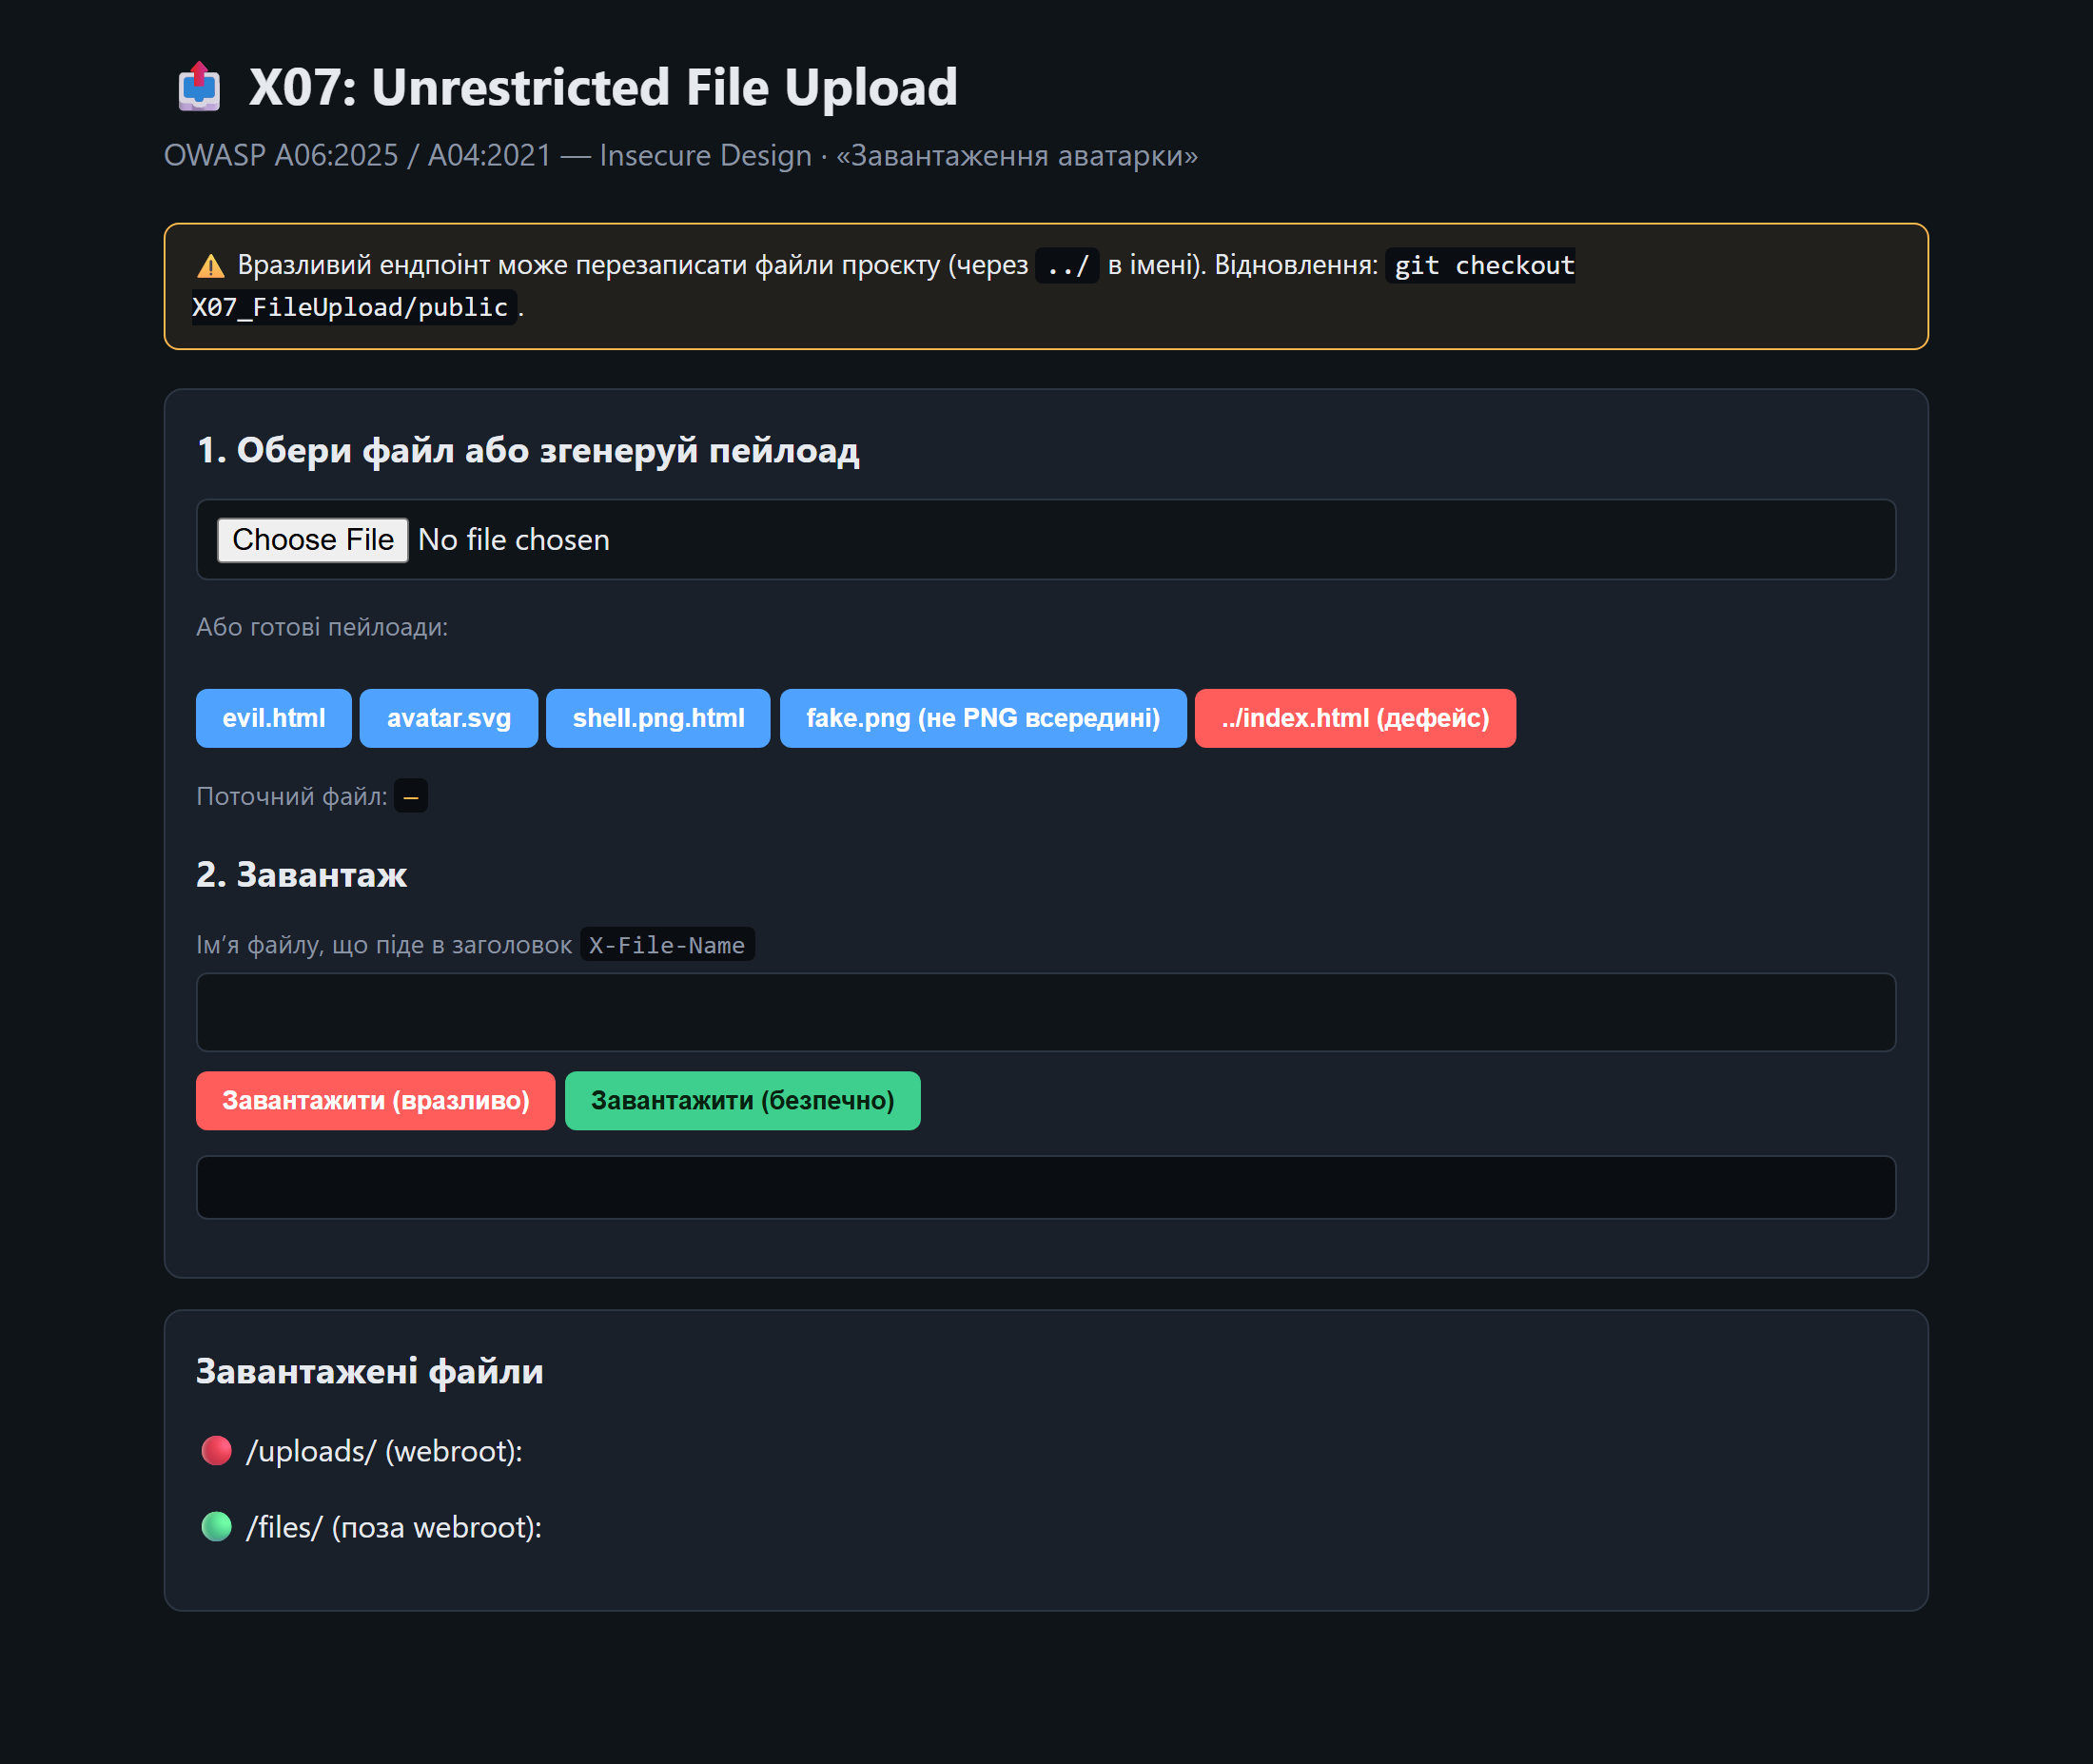 X07: Unrestricted File Upload
OWASP A06:2025 / A04:2021 — Insecure Design · «Завантаження аватарки»
Вразливий ендпоінт може перезаписати файли проєкту (через ../ в імені). Відновлення: git checkout
X07_FileUpload/public.
1. Обери файл або згенеруй пейлоад
Choose File No file chosen
Або готові пейлоади:
evil.html avatar.svg shell.png.html fake.png (не PNG всередині) ../index.html (дефейс)
Поточний файл: —
2. Завантаж
Ім’я файлу, що піде в заголовок X-File-Name
Завантажити (вразливо) Завантажити (безпечно)
Завантажені файли
/uploads/ (webroot):
/files/ (поза webroot):